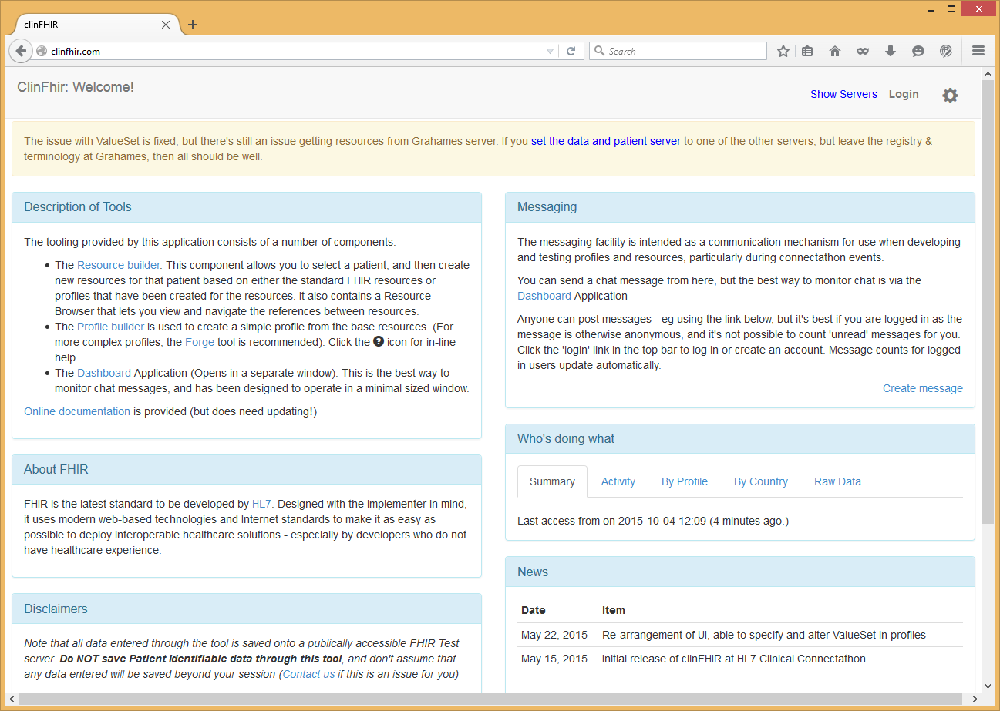 clinFHIR
clinfhir.com
Search
ClinFhir: Welcome!
Show Servers Login
The issue with ValueSet is fixed, but there's still an issue getting resources from Grahames server. If you set the data and patient server to one of the other servers, but leave the registry &
terminology at Grahames, then all should be well.
Description of Tools
The tooling provided by this application consists of a number of components.
• The Resource builder. This component allows you to select a patient, and then create
new resources for that patient based on either the standard FHIR resources or
profiles that have been created for the resources. It also contains a Resource
Browser that lets you view and navigate the references between resources.
• The Profile builder is used to create a simple profile from the base resources. (For
more complex profiles, the Forge tool is recommended). Click the ? icon for in-line
help.
• The Dashboard Application (Opens in a separate window). This is the best way to
monitor chat messages, and has been designed to operate in a minimal sized window.
Online documentation is provided (but does need updating!)
About FHIR
FHIR is the latest standard to be developed by HL7. Designed with the implementer in mind,
it uses modern web-based technologies and Internet standards to make it as easy as
possible to deploy interoperable healthcare solutions - especially by developers who do not
have healthcare experience.
Disclaimers
Note that all data entered through the tool is saved onto a publically accessible FHIR Test
server. Do NOT save Patient Identifiable data through this tool, and don't assume that
any data entered will be saved beyond your session (Contact us if this is an issue for you)
Messaging
The messaging facility is intended as a communication mechanism for use when developing
and testing profiles and resources, particularly during connectathon events.
You can send a chat message from here, but the best way to monitor chat is via the
Dashboard Application
Anyone can post messages - eg using the link below, but it's best if you are logged in as the
message is otherwise anonymous, and it's not possible to count 'unread' messages for you.
Click the 'login' link in the top bar to log in or create an account. Message counts for logged
in users update automatically.
Create message
Who's doing what
Summary Activity By Profile By Country Raw Data
Last access from on 2015-10-04 12:09 (4 minutes ago.)
News
Date Item
May 22, 2015 Re-arrangement of UI, able to specify and alter ValueSet in profiles
May 15, 2015 Initial release of clinFHIR at HL7 Clinical Connectathon